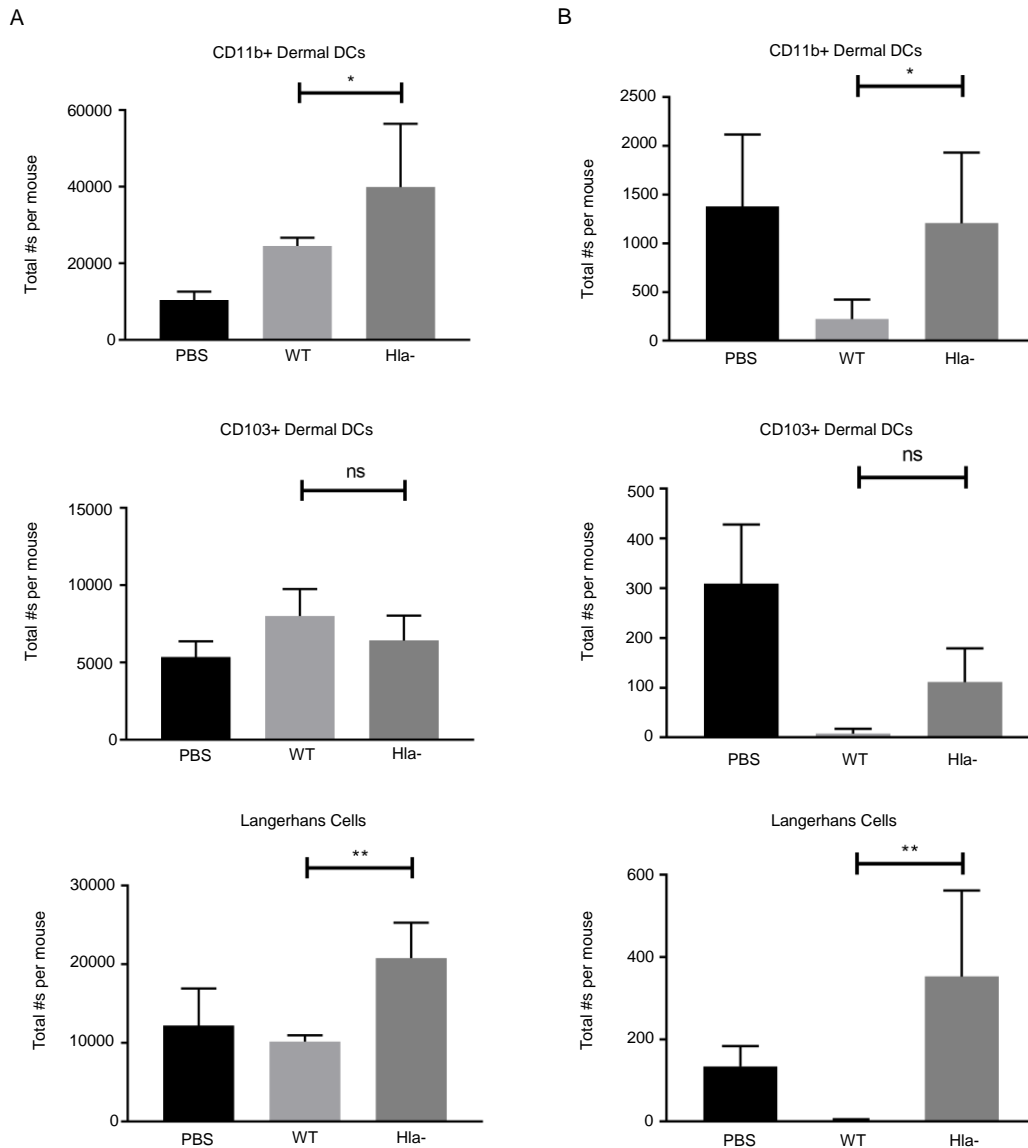 A
CD11b+ Dermal DCs
*
Total #s per mouse
60000
40000
20000
0
PBS WT Hla-
CD103+ Dermal DCs
ns
Total #s per mouse
15000
10000
5000
0
PBS WT Hla-
Langerhans Cells
**
Total #s per mouse
30000
20000
10000
0
PBS WT Hla-
B
CD11b+ Dermal DCs
*
Total #s per mouse
2500
2000
1500
1000
500
0
PBS WT Hla-
CD103+ Dermal DCs
ns
Total #s per mouse
500
400
300
200
100
0
PBS WT Hla-
Langerhans Cells
**
Total #s per mouse
600
400
200
0
PBS WT Hla-